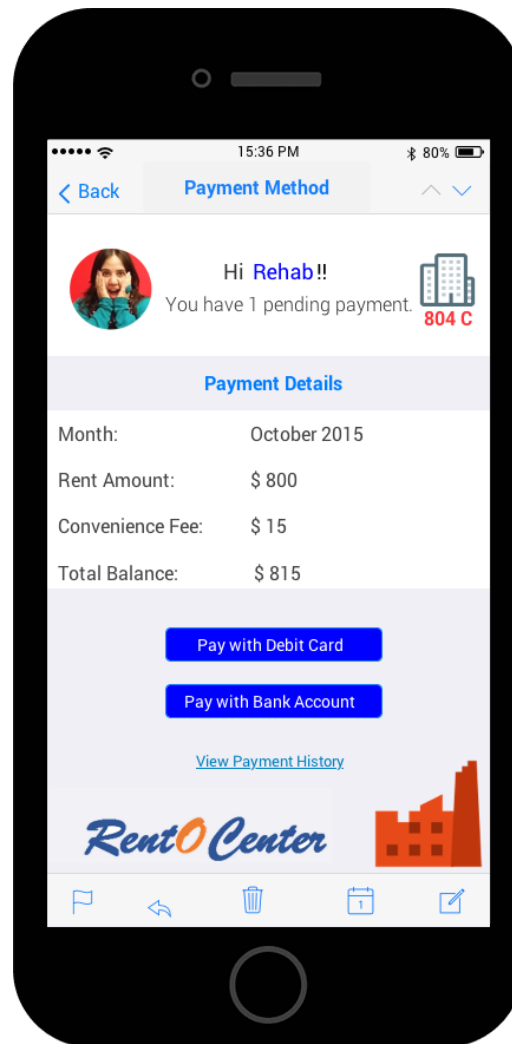 15:36 PM 80%
Back Payment Method
Hi Rehab!!
You have 1 pending payment.
804 C
Payment Details
Month: October 2015
Rent Amount: $ 800
Convenience Fee: $ 15
Total Balance: $ 815
Pay with Debit Card
Pay with Bank Account
View Payment History
RentO Center
1